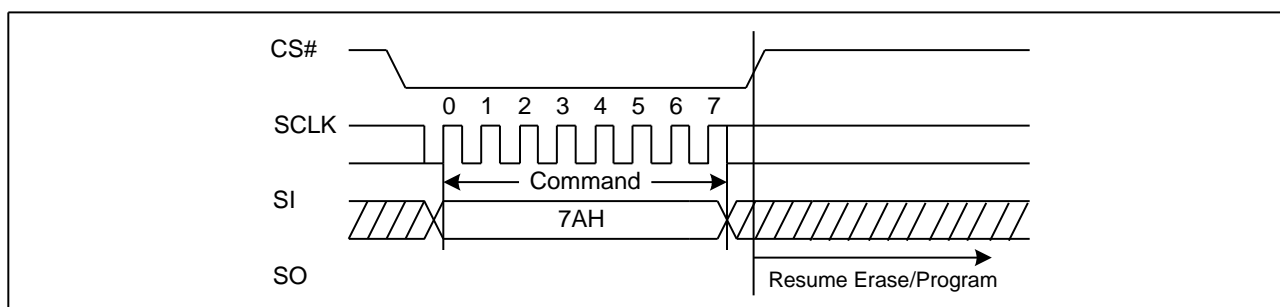 CS#
0 1 2 3 4 5 6 7
SCLK
Command
SI
7AH
SO
Resume Erase/Program